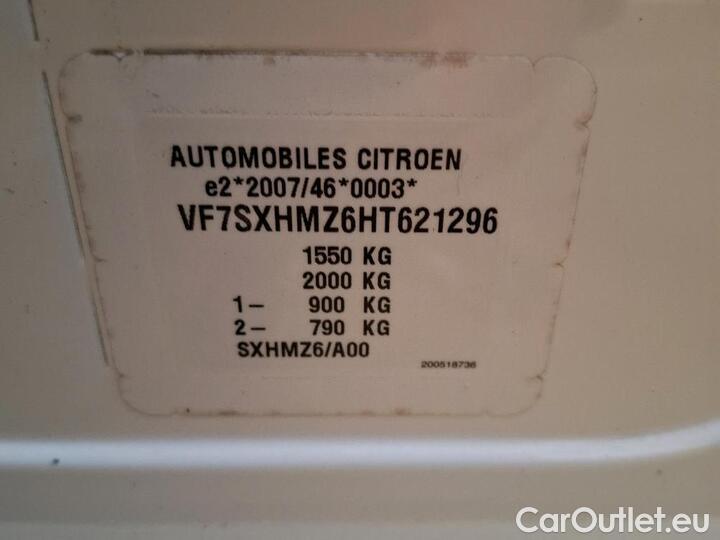 AUTOMOBILES CITROEN
e2*2007/46*0003*
VF7SXHMZ6HT621296
1550 KG
2000 KG
1- 900 KG
2- 790 KG
SXHMZ6/A00
200518736
CarOutlet.eu